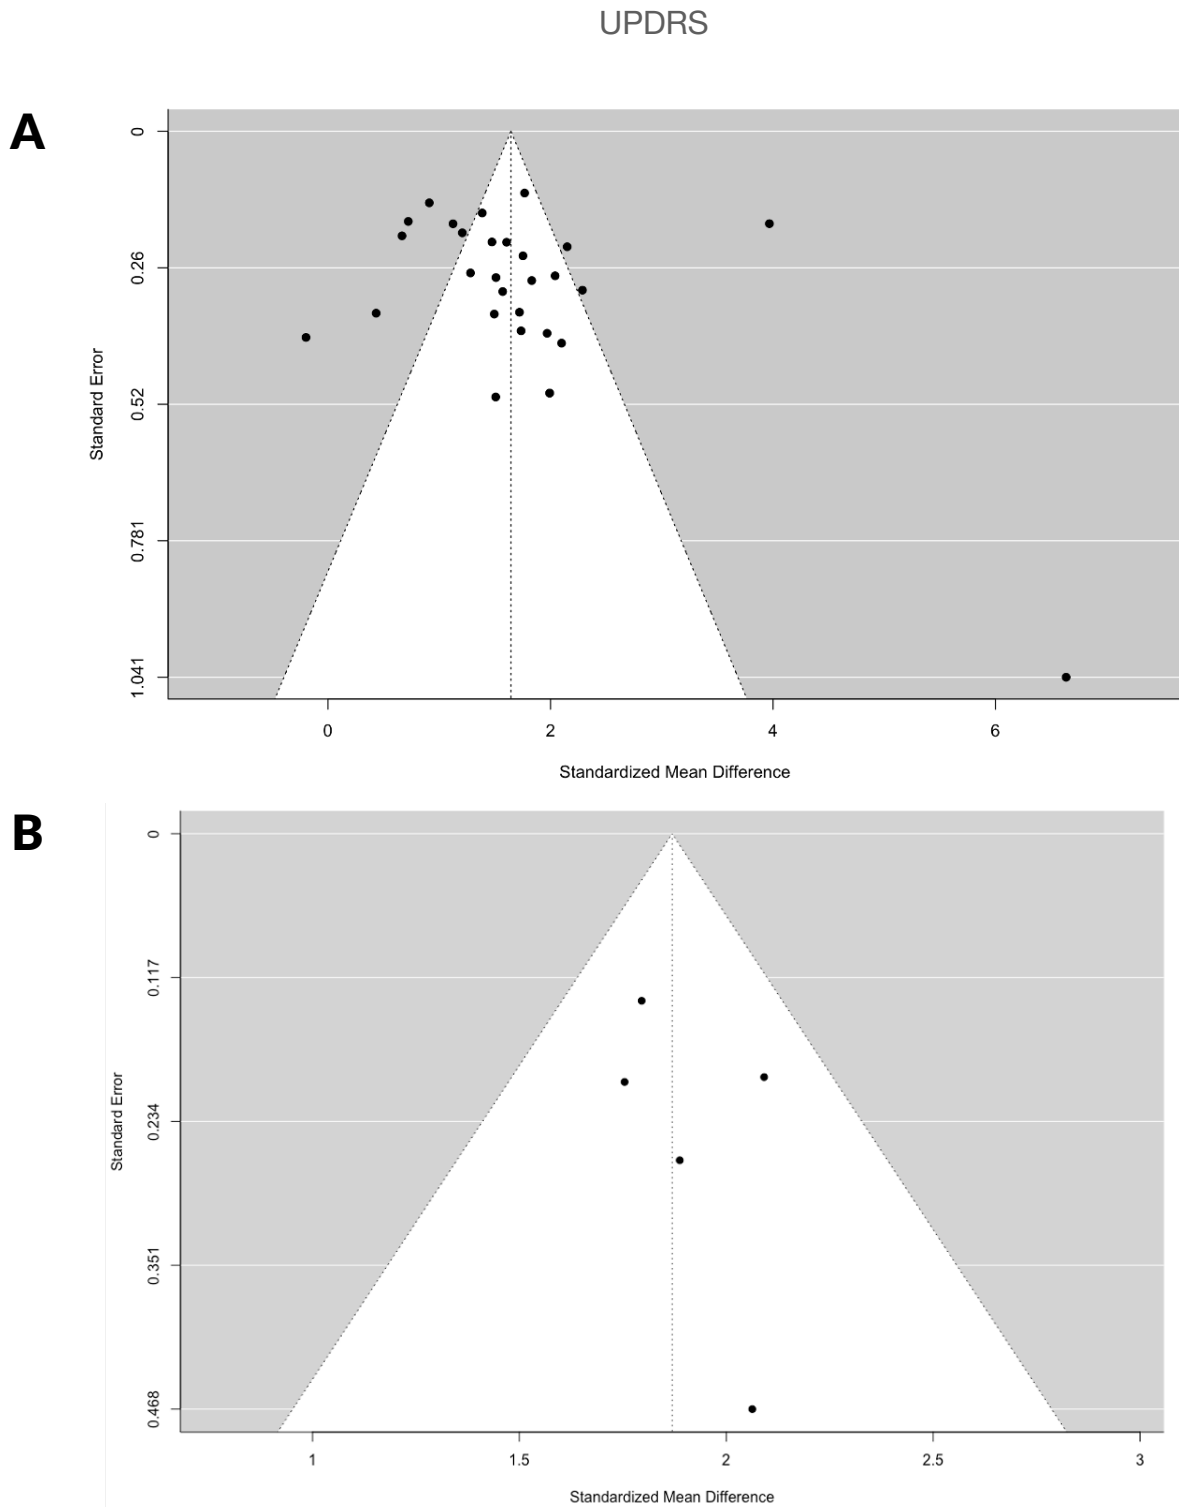 UPDRS
A
0
0.26
0.52
0.781
1.041
Standard Error
0 2 4 6
Standardized Mean Difference
B
0
0.117
0.234
0.351
0.468
Standard Error
1 1.5 2 2.5 3
Standardized Mean Difference